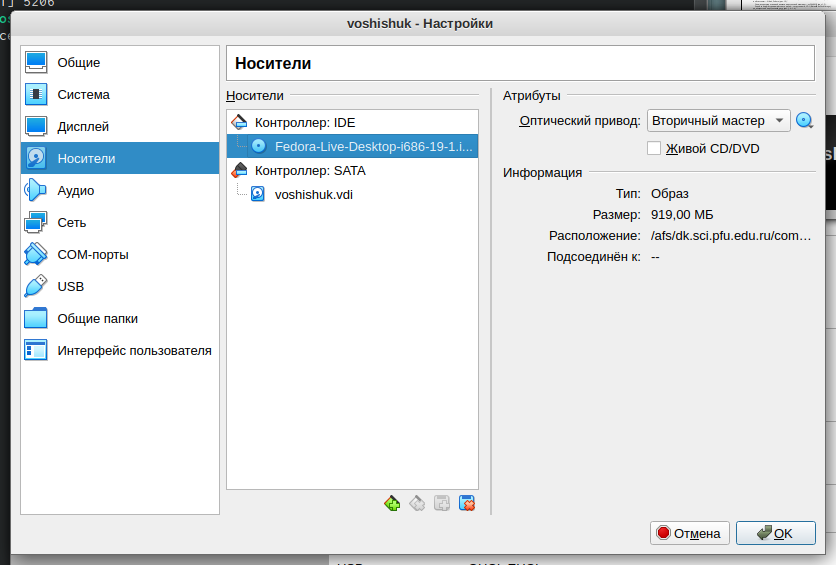 5206
voshishuk - Настройки
Общие
Система
Дисплей
Носители
Аудио
Сеть
COM-порты
USB
Общие папки
Интерфейс пользователя
Носители
Носители
Контроллер: IDE
Fedora-Live-Desktop-i686-19-1.i...
Контроллер: SATA
voshishuk.vdi
Атрибуты
Оптический привод: Вторичный мастер
Живой CD/DVD
Информация
Тип: Образ
Размер: 919,00 МБ
Расположение: /afs/dk.sci.pfu.edu.ru/com…
Подсоединён к: --
Отмена
OK